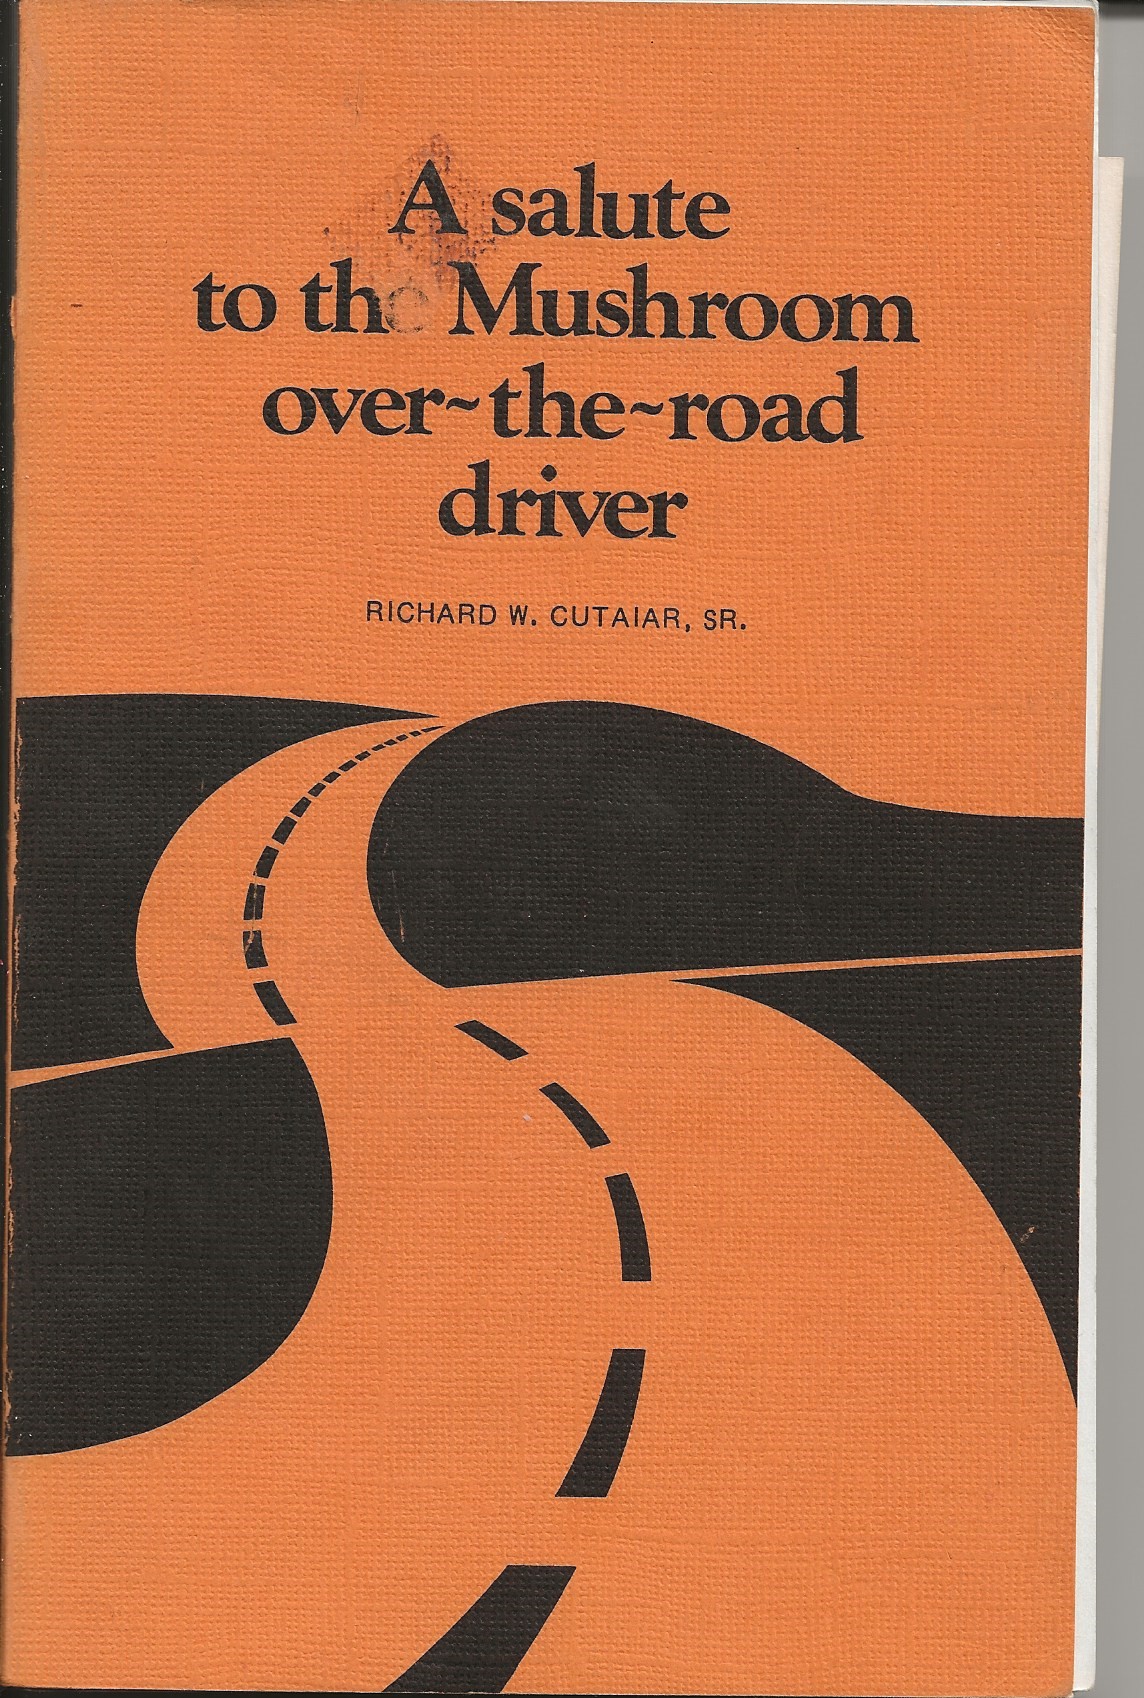 A salute
to the Mushroom
over~the~road
driver
RICHARD W. CUTAIAR, SR.